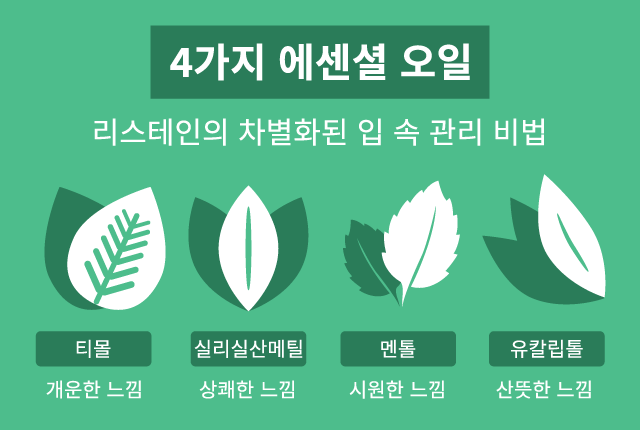 4가지 에센셜 오일
리스테인의 차별화된 입 속 관리 비법
티몰
실리실산메틸
멘톨
유칼립톨
개운한 느낌
상쾌한 느낌
시원한 느낌
산뜻한 느낌